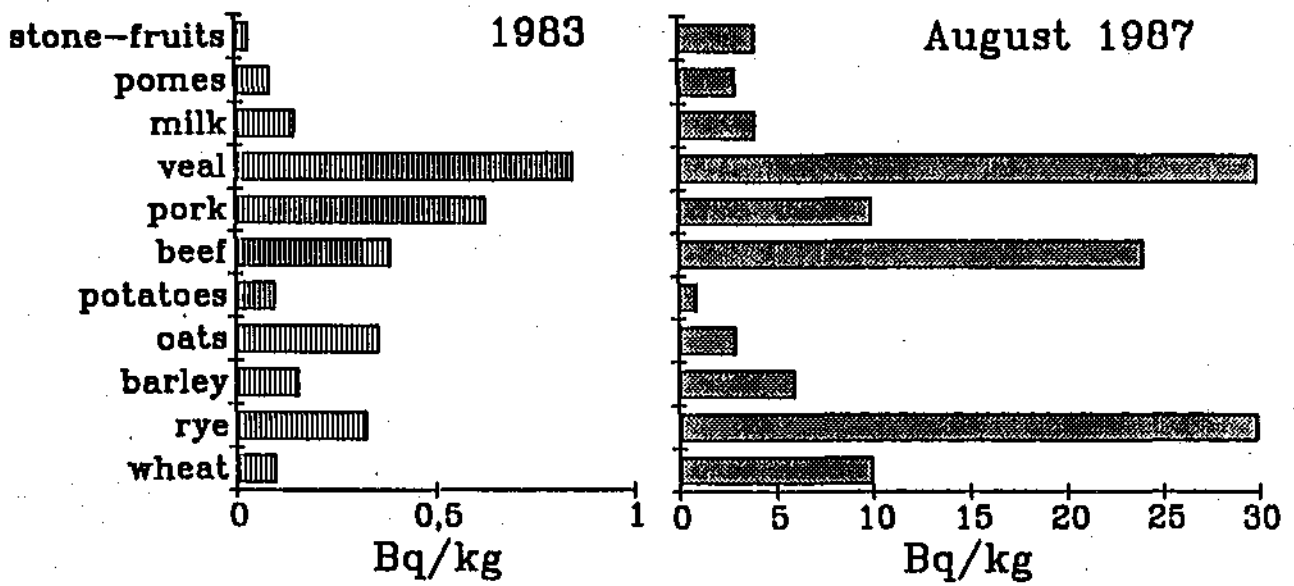 stone-fruits
1983
August 1987
pomes
milk
veal
pork
beef
potatoes
oats
barley
rye
wheat
0 0,5 1
0 5 10 15 20 25 30
Bq/kg
Bq/kg